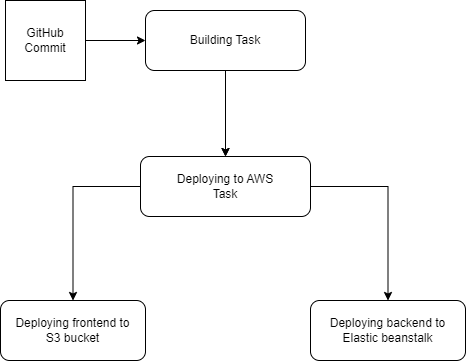 GitHub
Commit
Building Task
Deploying to AWS
Task
Deploying frontend to
S3 bucket
Deploying backend to
Elastic beanstalk